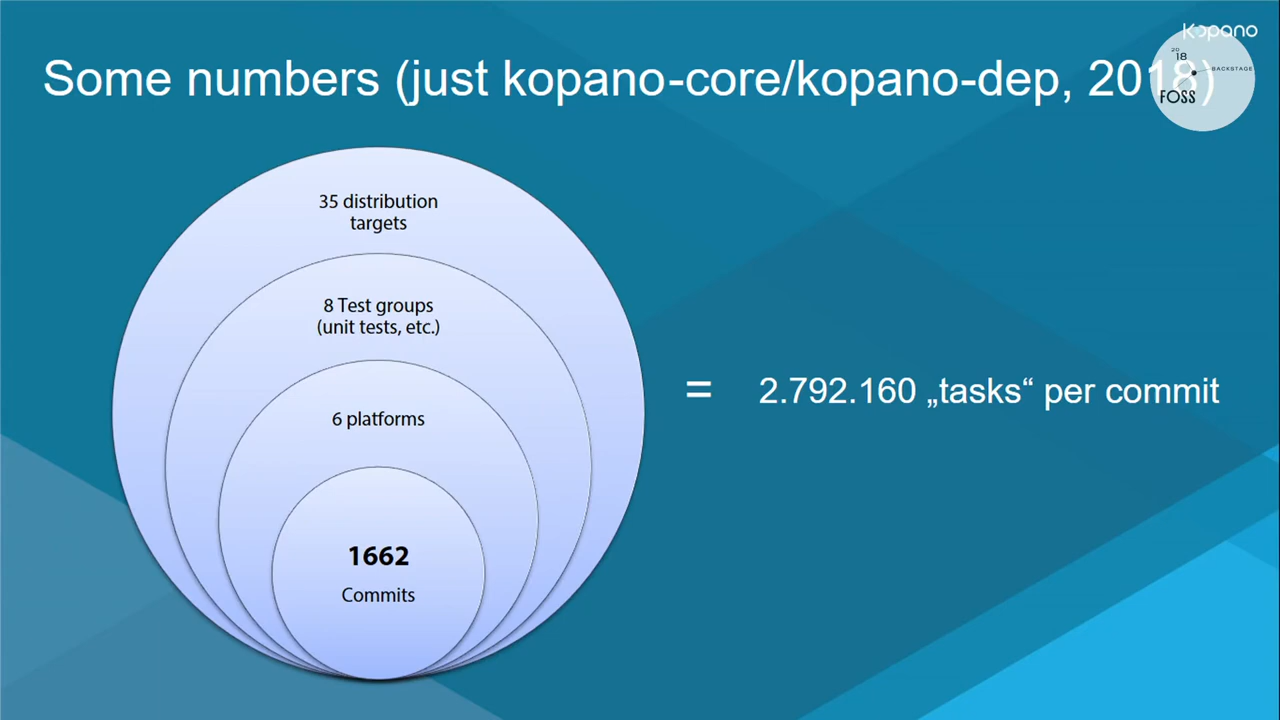 Kopano
Some numbers (just kopano-core/kopano-dep, 2018)
20
18
BACKSTAGE
FOSS
35 distribution
targets
8 Test groups
(unit tests, etc.)
6 platforms
1662
Commits
= 2.792.160 „tasks“ per commit